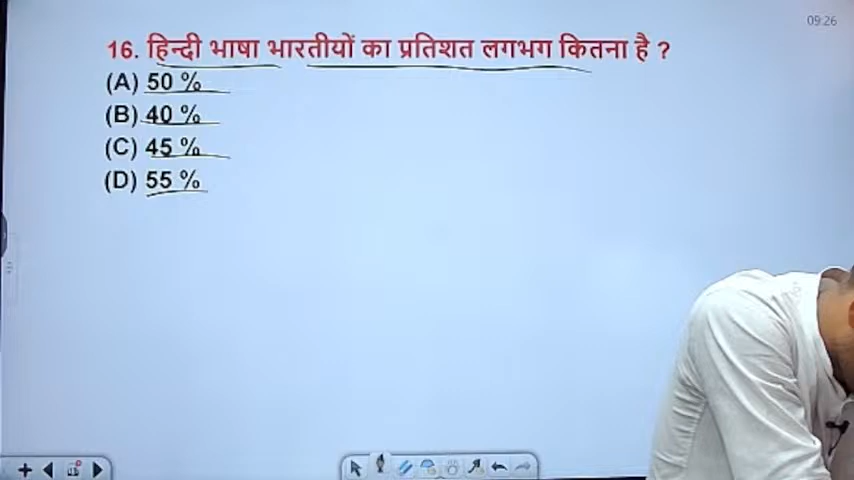 09:26
16. हिन्दी भाषा भारतीयों का प्रतिशत लगभग कितना है ?
(A) 50 %
(B) 40 %
(C) 45 %
(D) 55 %